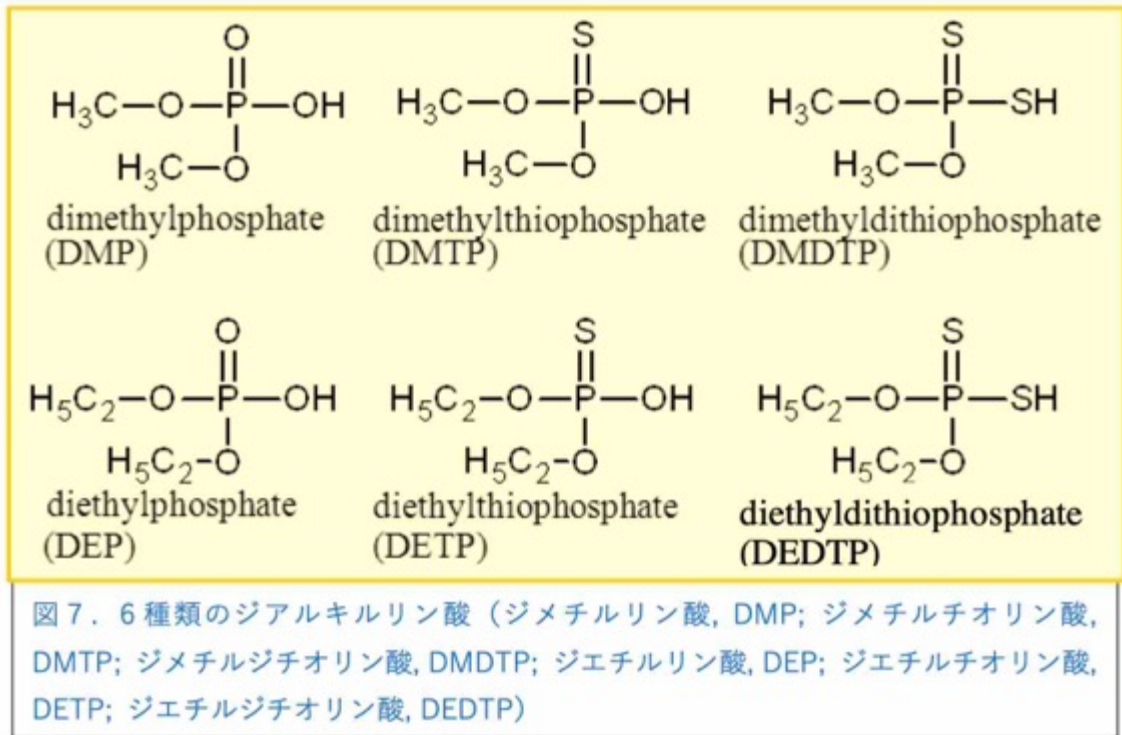 O S S
H₃C—O—P—OH H₃C—O—P—OH H₃C—O—P—SH
H₃C—O H₃C—O H₃C—O
dimethylphosphate dimethylthiophosphate dimethyldithiophosphate
(DMP) (DMTP) (DMDTP)
O S S
H₅C₂—O—P—OH H₅C₂—O—P—OH H₅C₂—O—P—SH
H₅C₂-O H₅C₂-O H₅C₂-O
diethylphosphate diethylthiophosphate diethyldithiophosphate
(DEP) (DETP) (DEDTP)
図7. 6種類のジアルキルリン酸(ジメチルリン酸, DMP; ジメチルチオリン酸,
DMTP; ジメチルジチオリン酸, DMDTP; ジエチルリン酸, DEP; ジエチルチオリン酸,
DETP; ジエチルジチオリン酸, DEDTP)